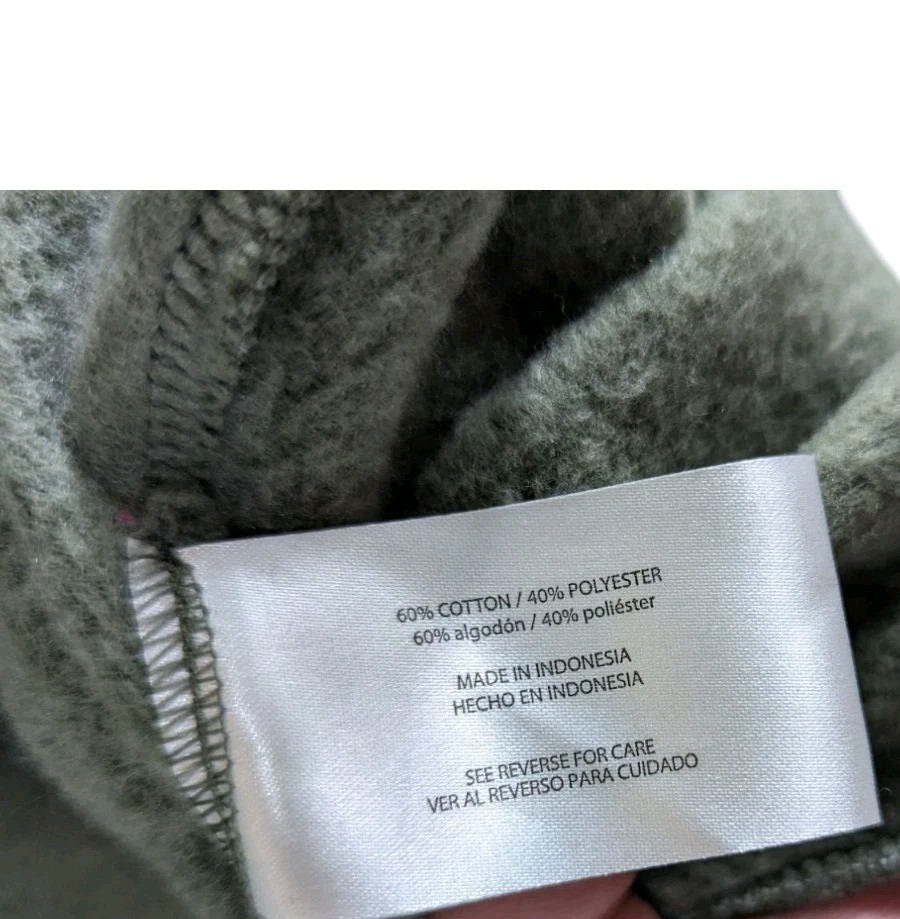 60% COTTON / 40% POLYESTER
60% algodón / 40% poliéster
MADE IN INDONESIA
HECHO EN INDONESIA
SEE REVERSE FOR CARE
VER AL REVERSO PARA CUIDADO